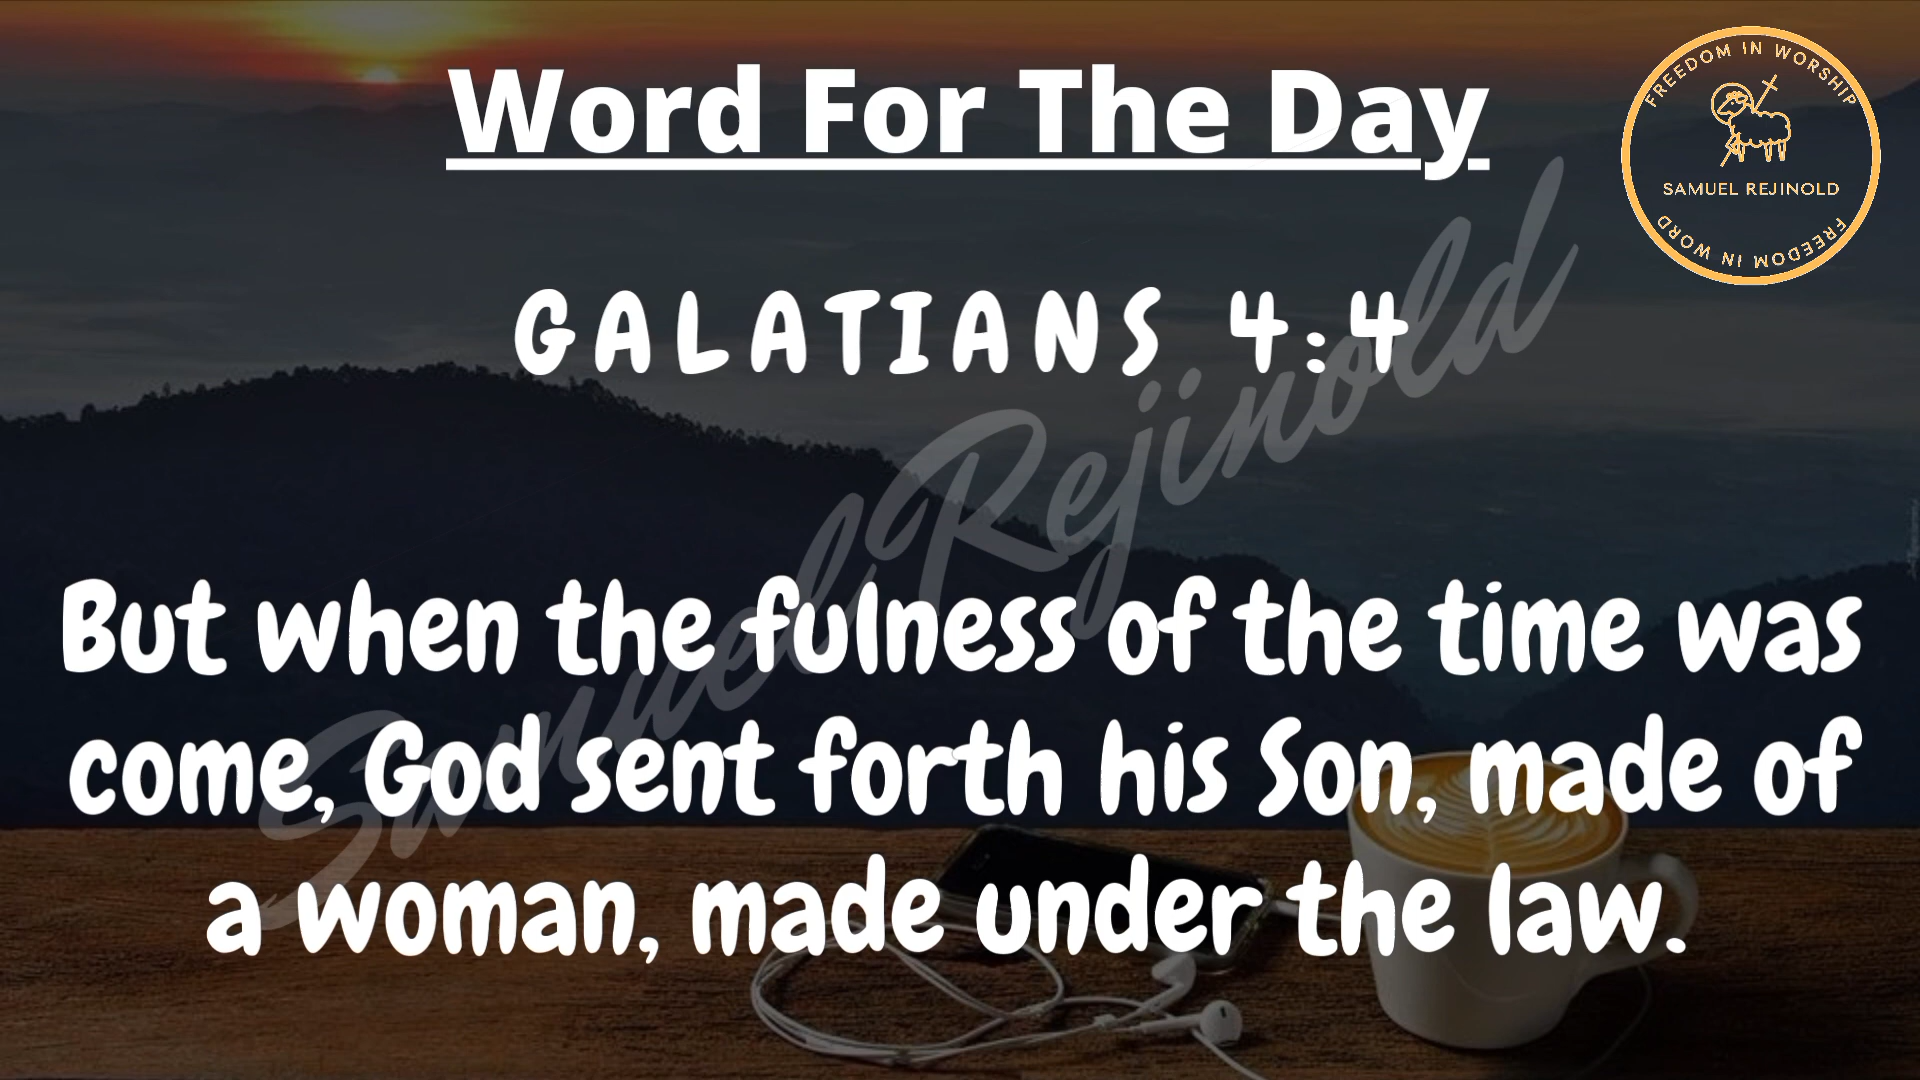 Word For The Day
FREEDOM IN WORSHIP
SAMUEL REJINOLD
FREEDOM IN WORD
GALATIANS 4:4
Samuel Rejinold
But when the fulness of the time was
come, God sent forth his Son, made of
a woman, made under the law.